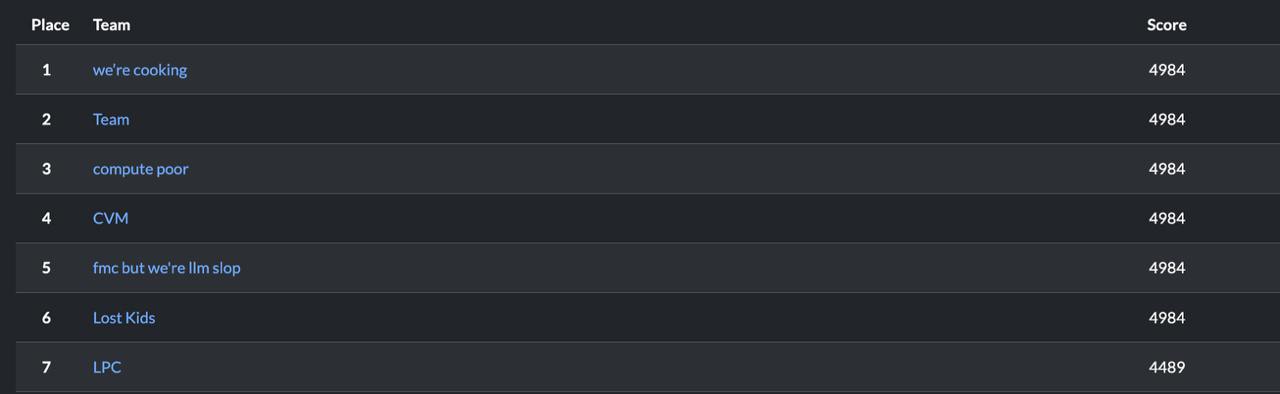 Place Team Score
1 we're cooking 4984
2 Team 4984
3 compute poor 4984
4 CVM 4984
5 fmc but we're llm slop 4984
6 Lost Kids 4984
7 LPC 4489